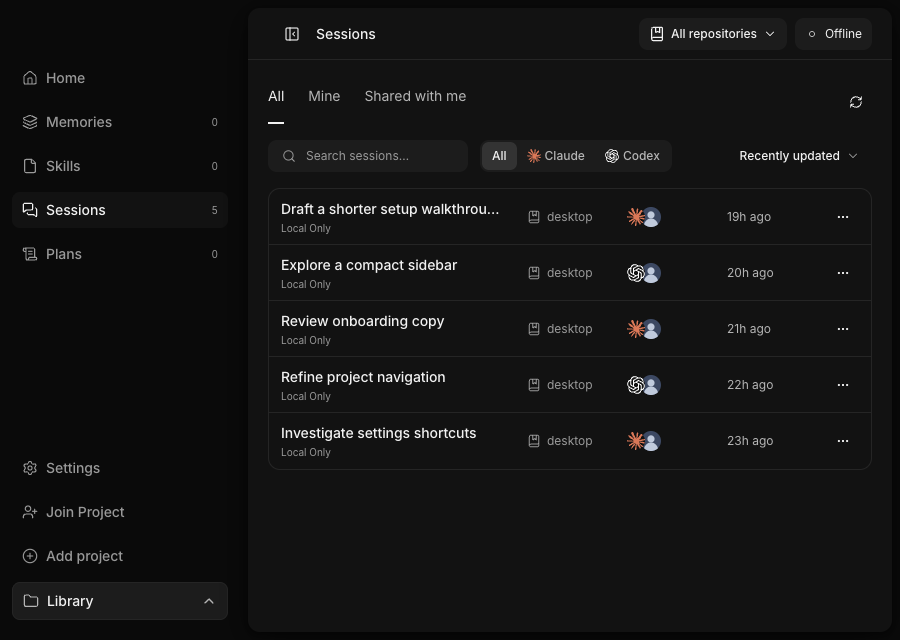 Sessions
All repositories
Offline
Home
Memories 0
Skills 0
Sessions 5
Plans 0
Settings
Join Project
Add project
Library
All Mine Shared with me
Search sessions...
All Claude Codex
Recently updated
Draft a shorter setup walkthrou...
Local Only
desktop
19h ago
Explore a compact sidebar
Local Only
desktop
20h ago
Review onboarding copy
Local Only
desktop
21h ago
Refine project navigation
Local Only
desktop
22h ago
Investigate settings shortcuts
Local Only
desktop
23h ago